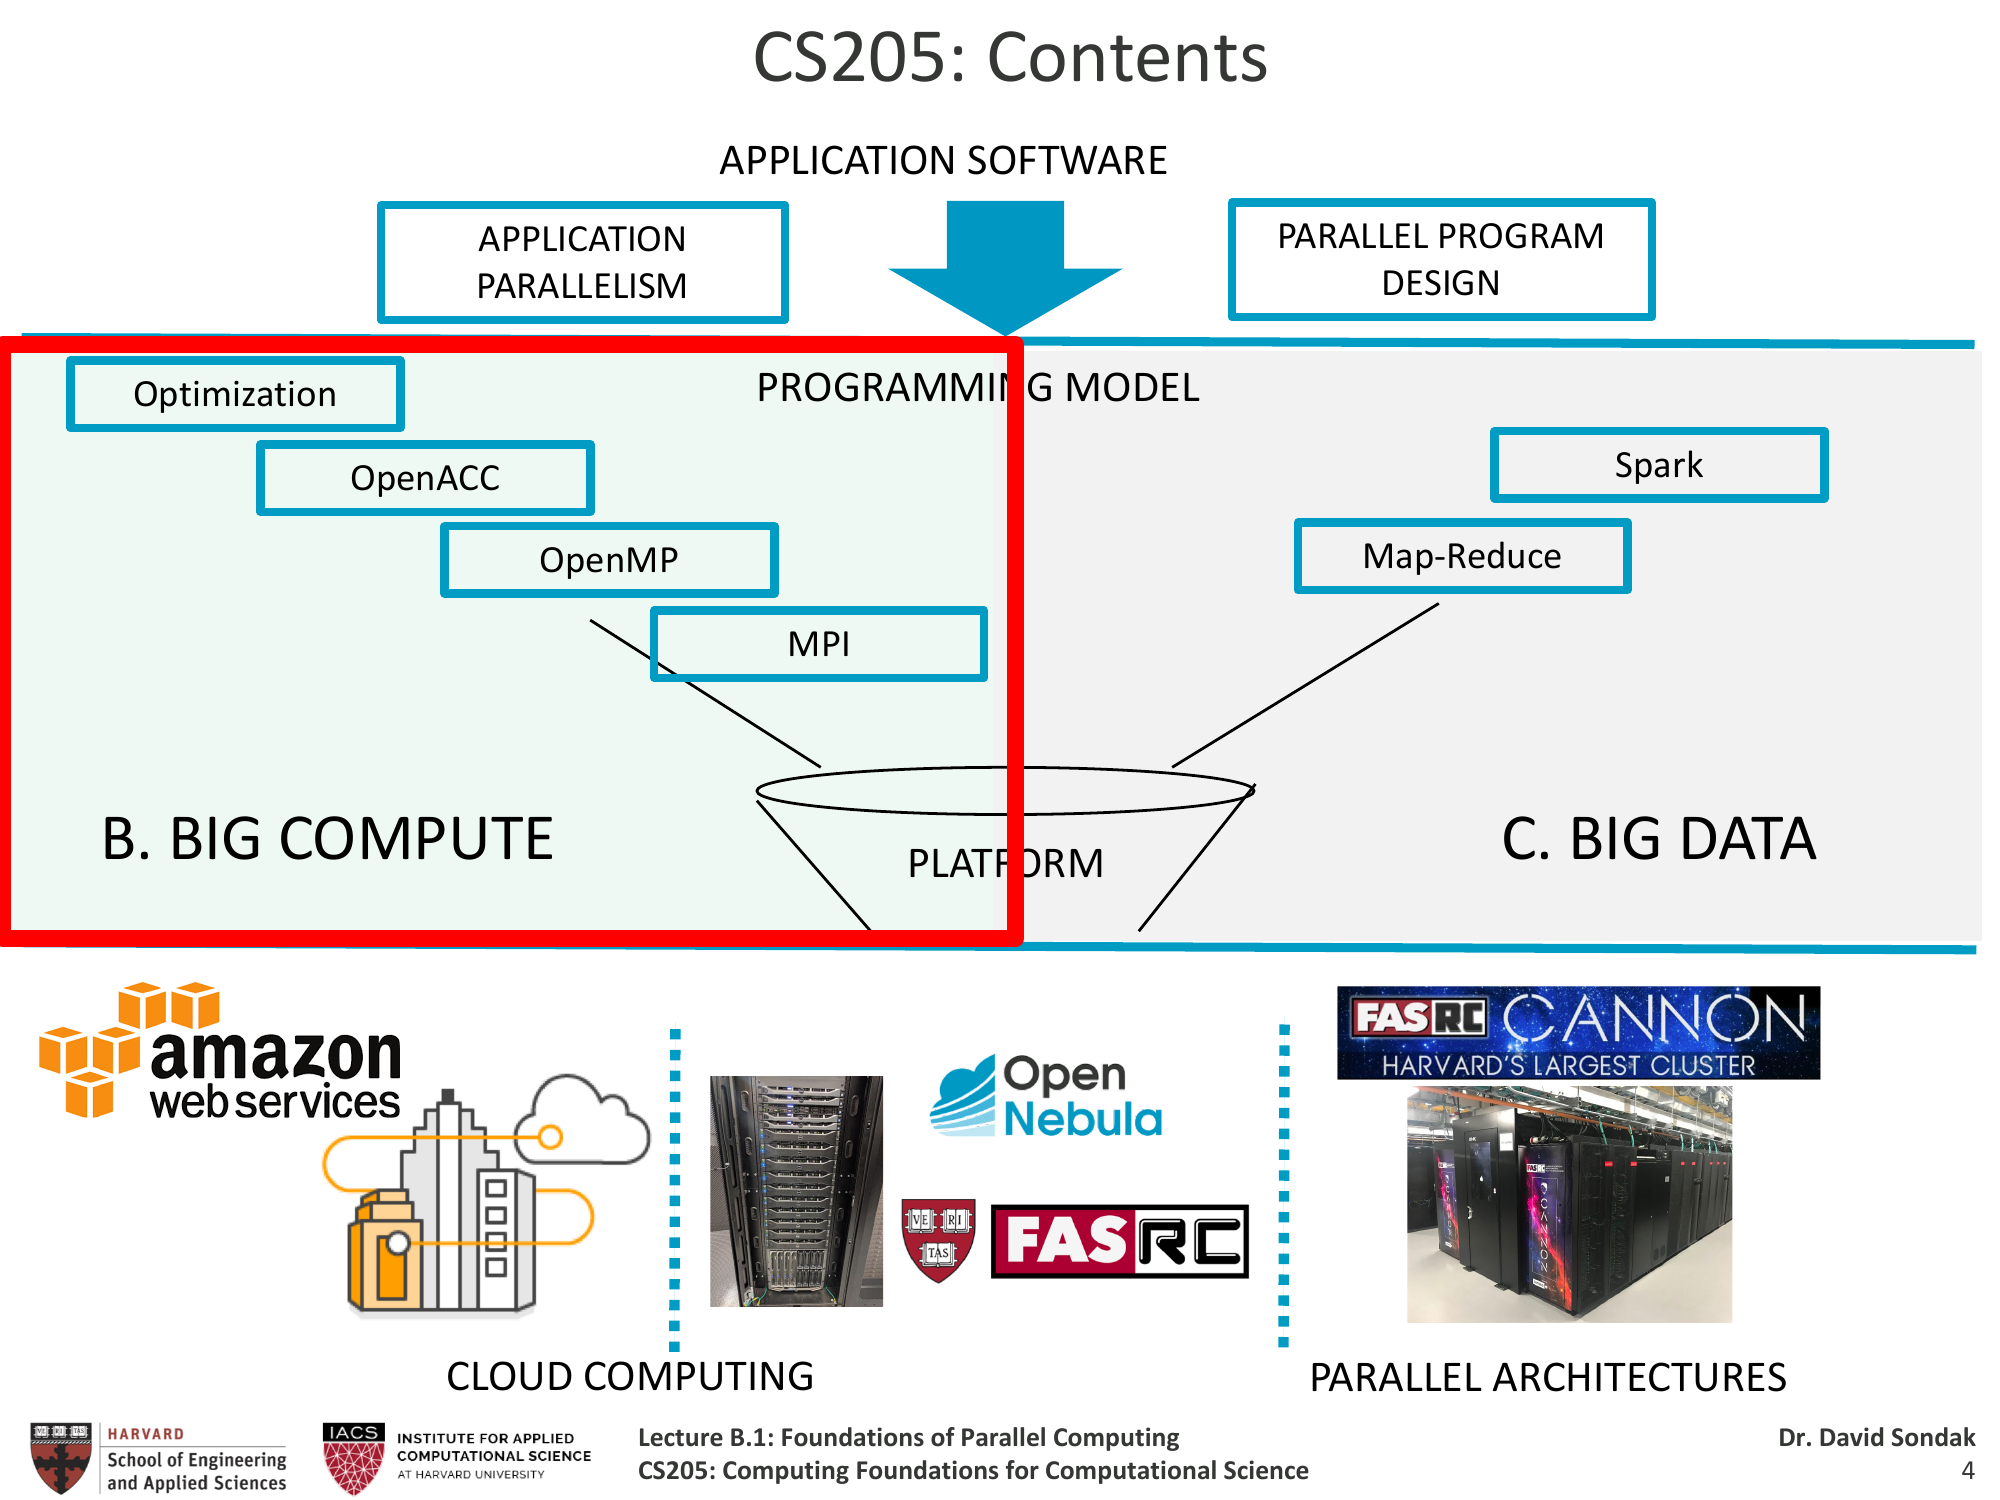 CS205: Contents
APPLICATION SOFTWARE
APPLICATION
PARALLELISM
PARALLEL PROGRAM
DESIGN
PROGRAMMING MODEL
Optimization
OpenACC
OpenMP
MPI
Spark
Map-Reduce
B. BIG COMPUTE
PLATFORM
C. BIG DATA
amazon
web services
Open
Nebula
VE RI
TAS
FASRC
FASRC CANNON
HARVARD'S LARGEST CLUSTER
CANNON
CLOUD COMPUTING
PARALLEL ARCHITECTURES
HARVARD
School of Engineering
and Applied Sciences
IACS
INSTITUTE FOR APPLIED
COMPUTATIONAL SCIENCE
AT HARVARD UNIVERSITY
Lecture B.1: Foundations of Parallel Computing
CS205: Computing Foundations for Computational Science
Dr. David Sondak
4